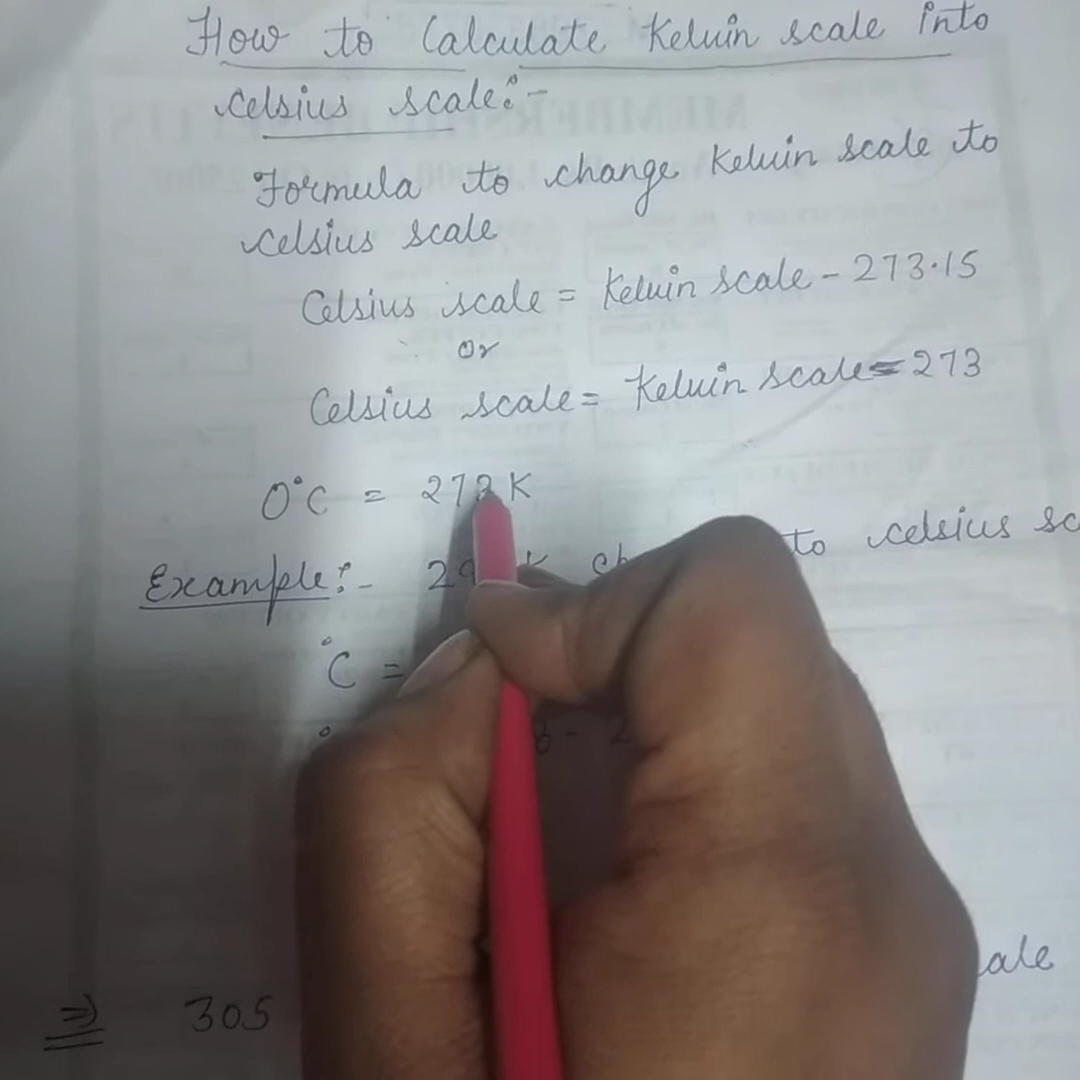 How to Calculate Kelvin scale into
Celsius scale:-
Formula to change Kelvin scale to
Celsius scale
Celsius scale = Kelvin scale - 273.15
or
Celsius scale = Kelvin scale - 273
0°C = 273 K
Example:- K to celsius
°C =
305